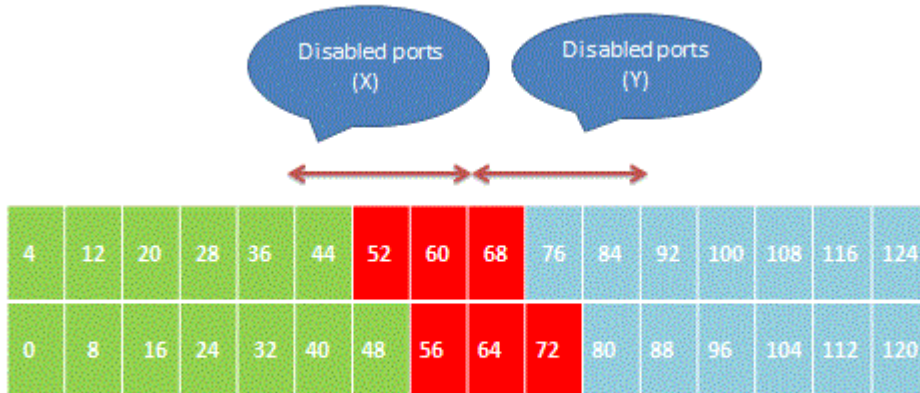 Disabled ports
(X)
Disabled ports
(Y)
4 12 20 28 36 44 52 60 68 76 84 92 100 108 116 124
0 8 16 24 32 40 48 56 64 72 80 88 96 104 112 120